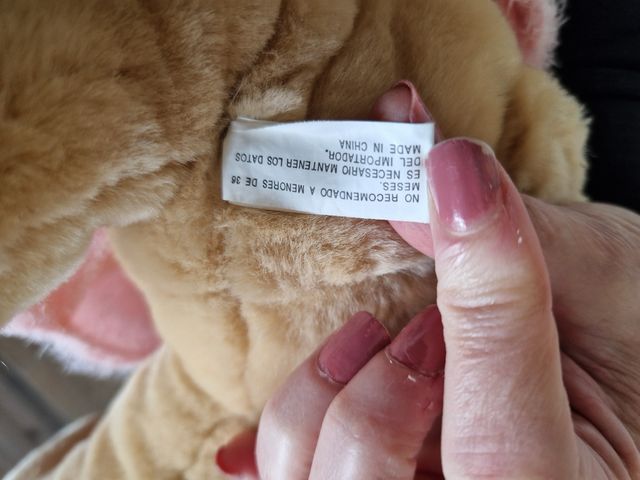 NO RECOMENDADO A MENORES DE 36
MESES.
ES NECESARIO MANTENER LOS DATOS
DEL IMPORTADOR.
MADE IN CHINA